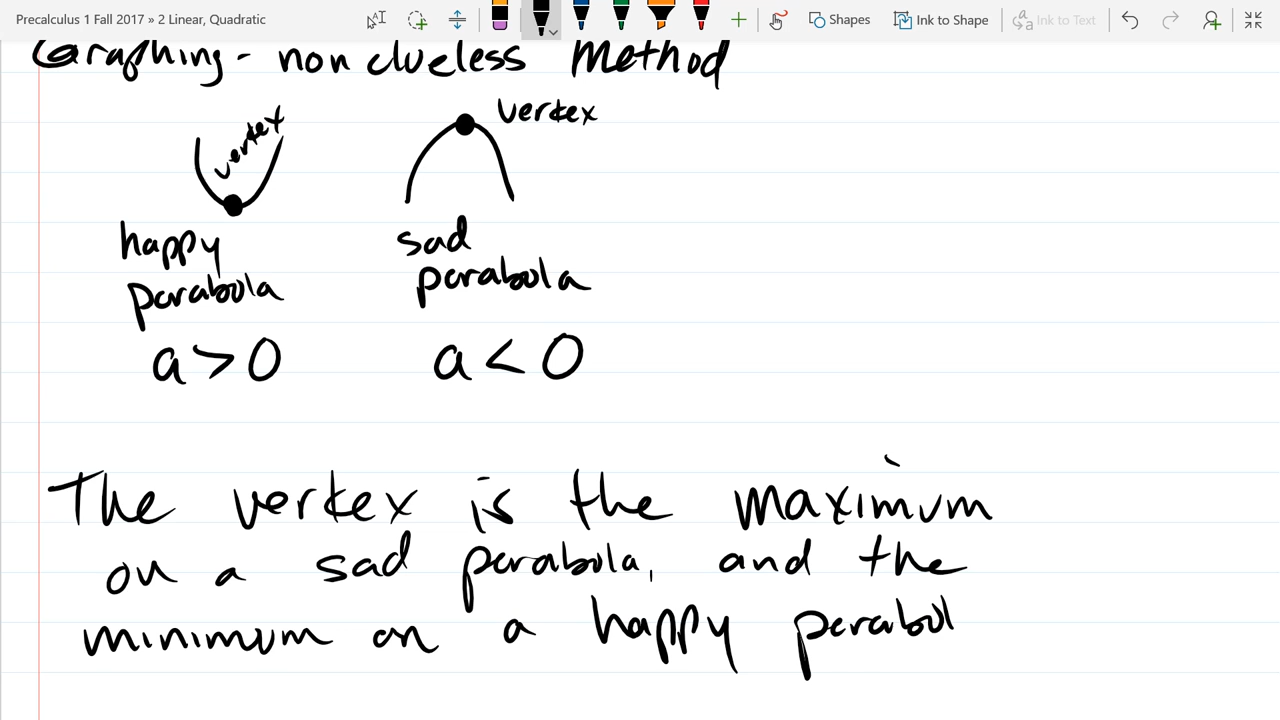 Precalculus 1 Fall 2017 » 2 Linear, Quadratic
Shapes
Ink to Shape
Ink to Text
Graphing - non clueless Method
vertex
vertex
happy
parabola
a > 0
sad
parabola
a < 0
The vertex is the maximum
on a sad parabola, and the
minimum on a happy parabol